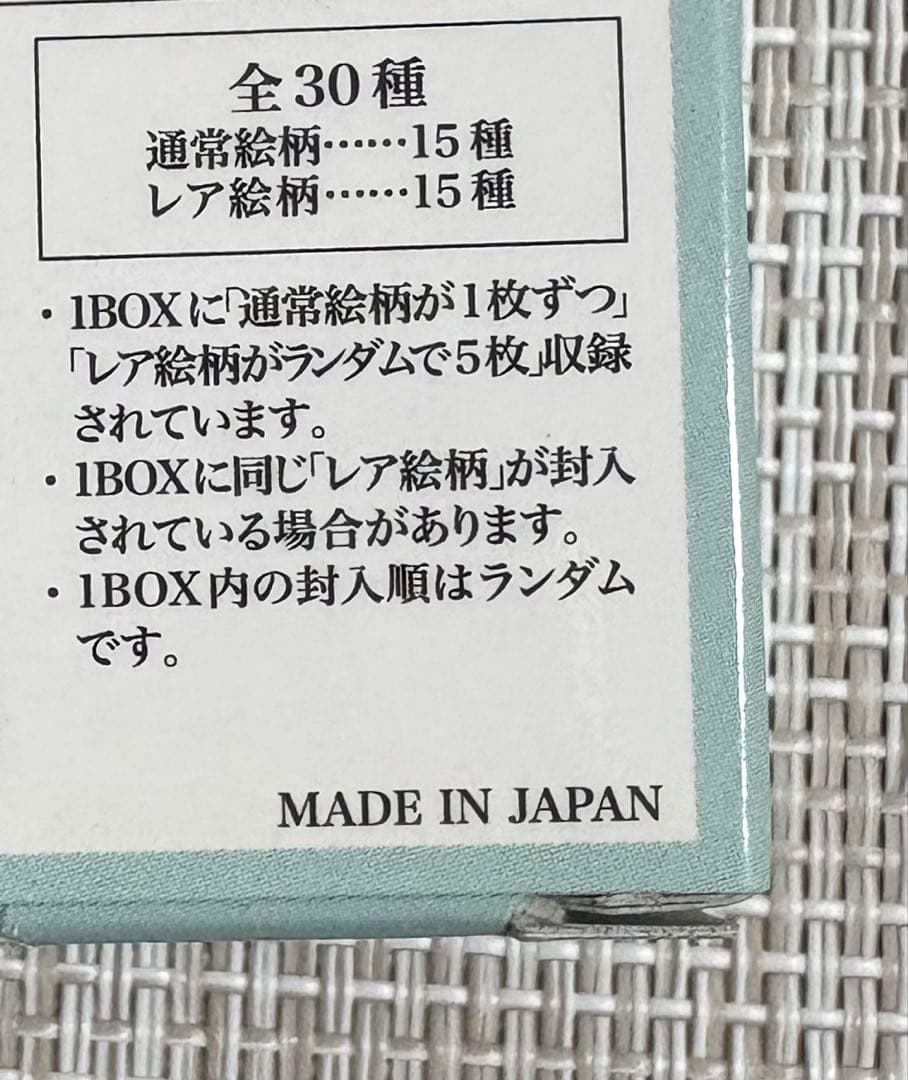 全30種
通常絵柄……15種
レア絵柄……15種
・1BOXに「通常絵柄が1枚ずつ」
「レア絵柄がランダムで5枚」収録
されています。
・1BOXに同じ「レア絵柄」が封入
されている場合があります。
・1BOX内の封入順はランダム
です。
MADE IN JAPAN